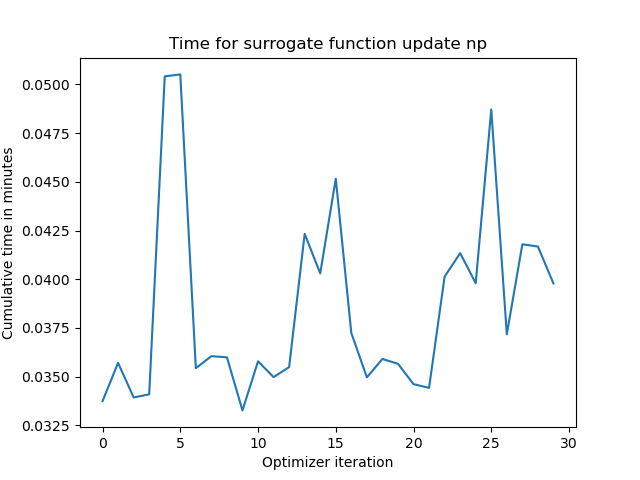 Time for surrogate function update np
Cumulative time in minutes
0.0500
0.0475
0.0450
0.0425
0.0400
0.0375
0.0350
0.0325
0 5 10 15 20 25 30
Optimizer iteration